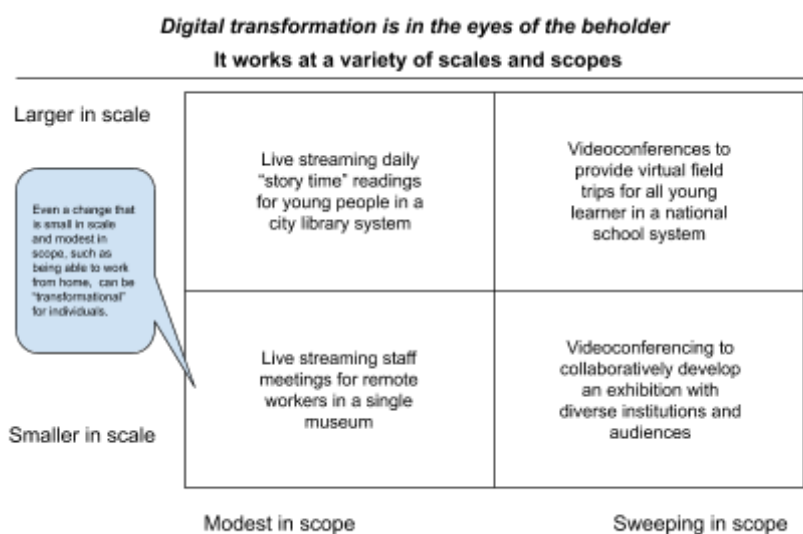 Digital transformation is in the eyes of the beholder
It works at a variety of scales and scopes
Larger in scale
Live streaming daily
“story time” readings
for young people in a
city library system
Videoconferences to
provide virtual field
trips for all young
learner in a national
school system
Even a change that
is small in scale
and modest in
scope, such as
being able to work
from home, can be
“transformational”
for individuals.
Live streaming staff
meetings for remote
workers in a single
museum
Videoconferencing to
collaboratively develop
an exhibition with
diverse institutions and
audiences
Smaller in scale
Modest in scope
Sweeping in scope